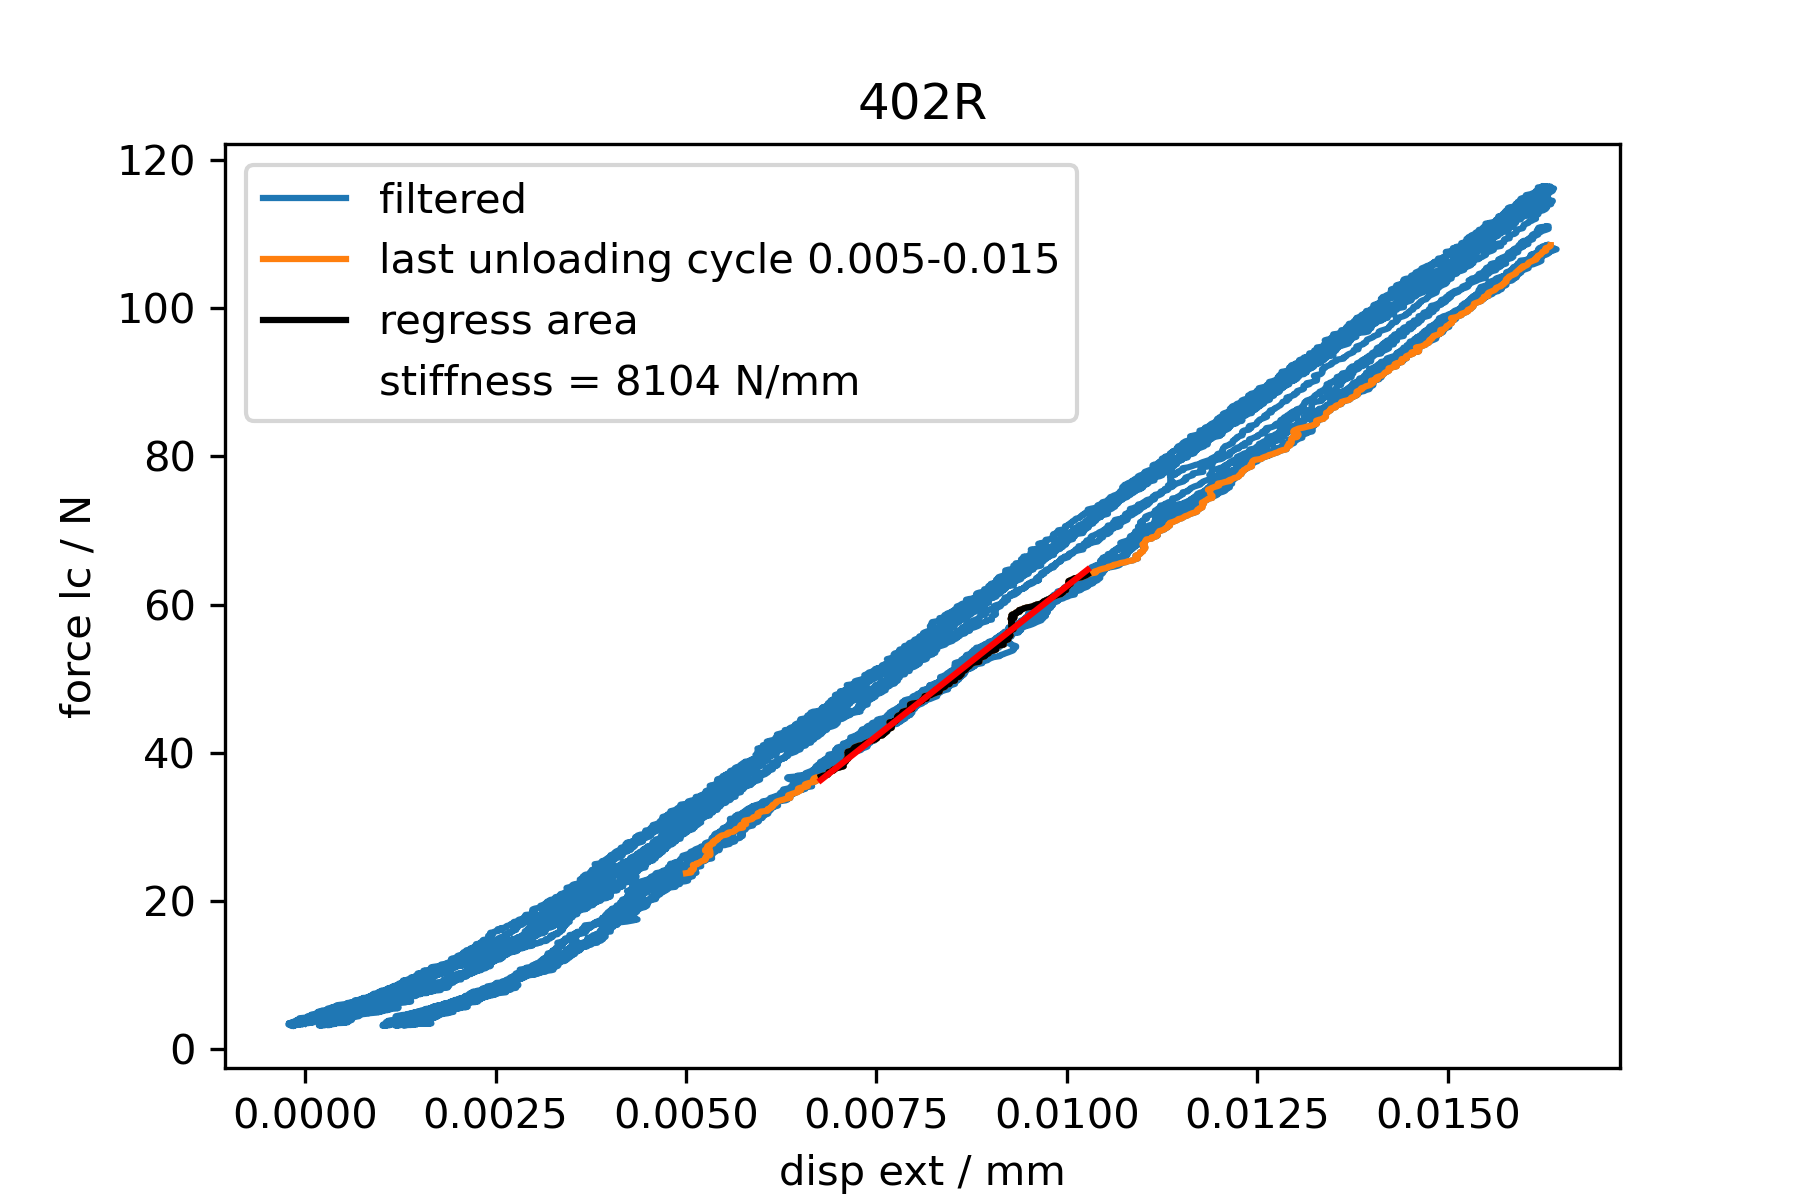 402R
120
100
80
60
40
20
0
force lc / N
filtered
last unloading cycle 0.005-0.015
regress area
stiffness = 8104 N/mm
0.0000 0.0025 0.0050 0.0075 0.0100 0.0125 0.0150
disp ext / mm